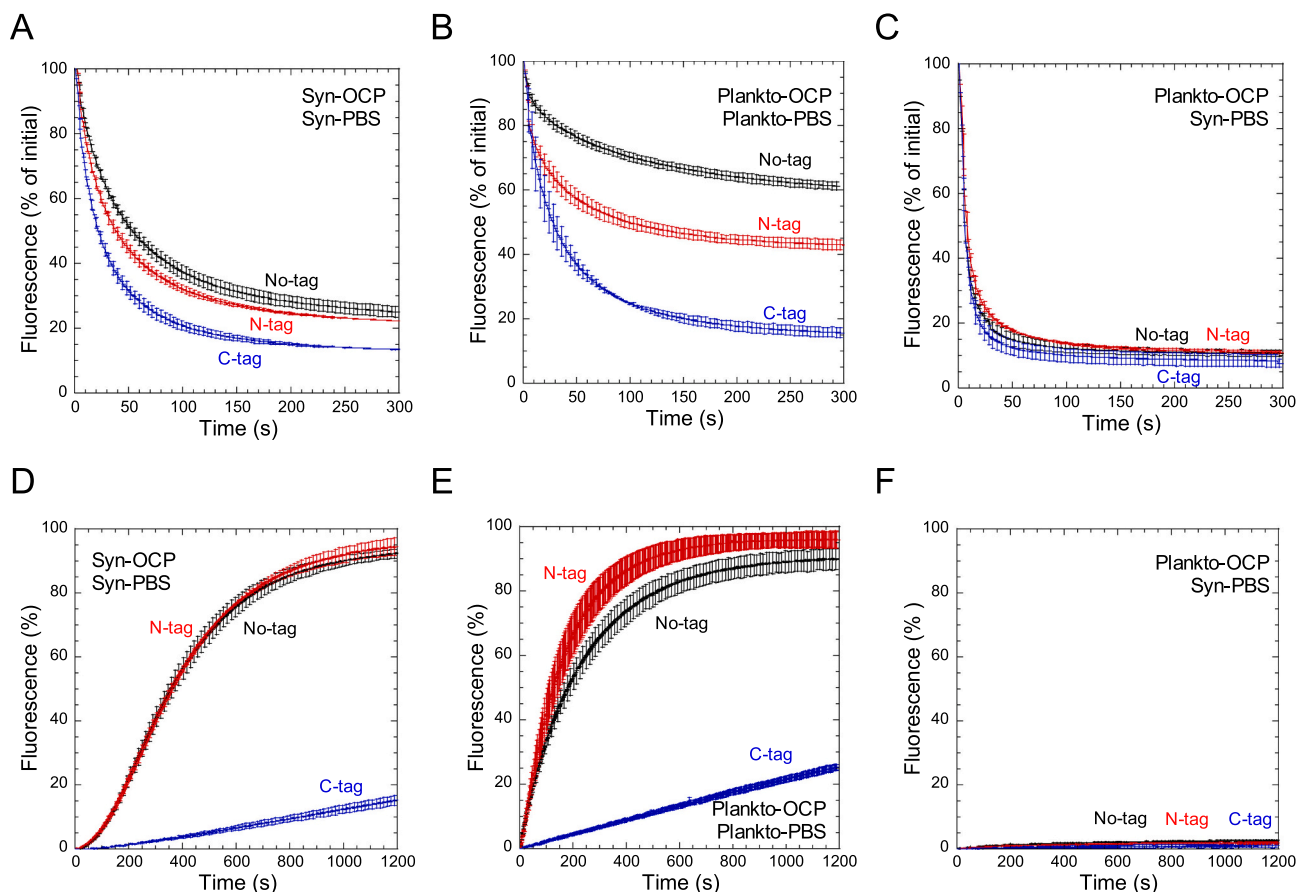 A
B
C
Fluorescence (% of initial)
100
80
60
40
20
0
Syn-OCP
Syn-PBS
No-tag
N-tag
C-tag
0 50 100 150 200 250 300
Time (s)
Fluorescence (% of initial)
100
80
60
40
20
0
Plankto-OCP
Plankto-PBS
No-tag
N-tag
C-tag
0 50 100 150 200 250 300
Time (s)
Fluorescence (% of initial)
100
80
60
40
20
0
Plankto-OCP
Syn-PBS
No-tag N-tag
C-tag
0 50 100 150 200 250 300
Time (s)
D
E
F
Fluorescence (%)
100
80
60
40
20
0
Syn-OCP
Syn-PBS
N-tag No-tag
C-tag
0 200 400 600 800 1000 1200
Time (s)
Fluorescence (%)
100
80
60
40
20
0
N-tag
No-tag
C-tag
Plankto-OCP
Plankto-PBS
200 400 600 800 1000 1200
Time (s)
Fluorescence (% )
100
80
60
40
20
0
Plankto-OCP
Syn-PBS
No-tag N-tag C-tag
0 200 400 600 800 1000 1200
Time (s)